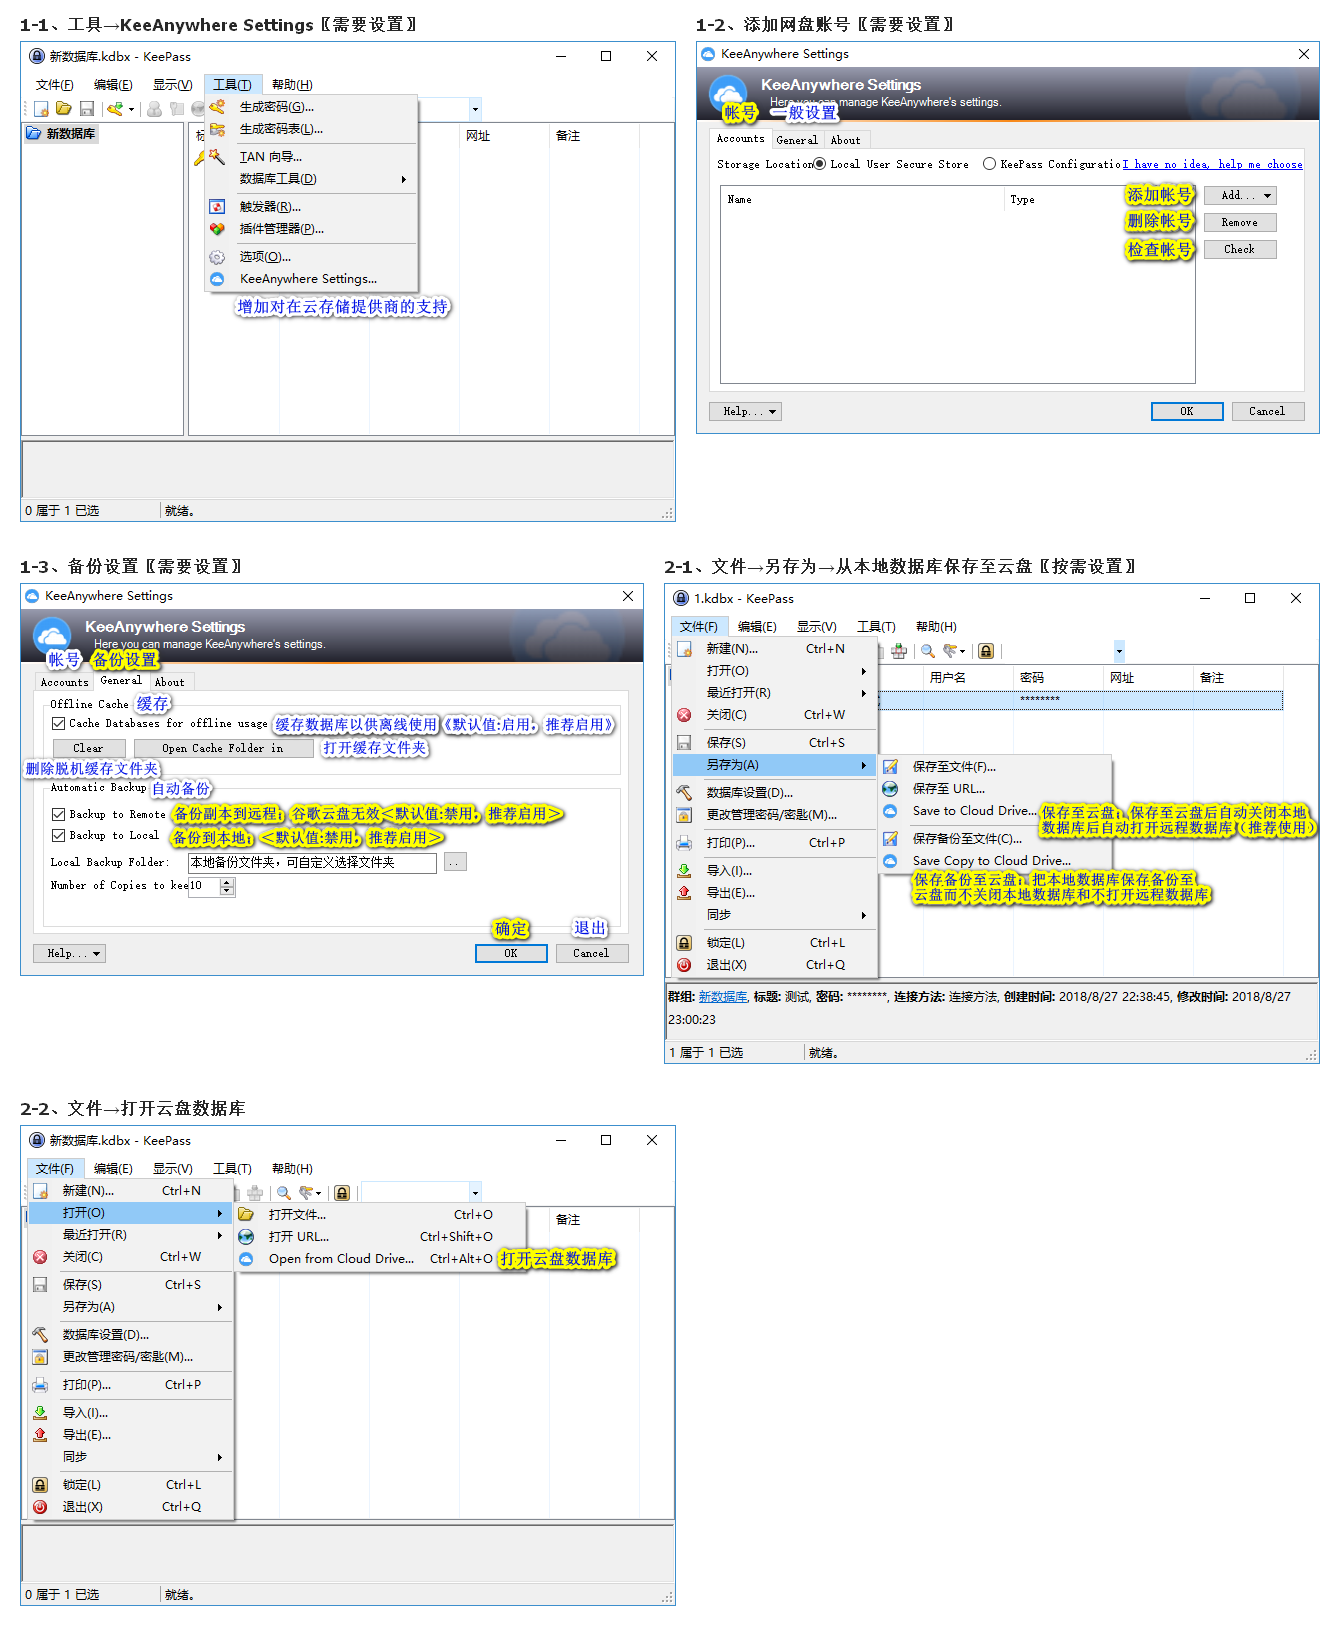 1-1、工具→KeeAnywhere Settings〖需要设置〗
新数据库.kdbx - KeePass
文件(F) 编辑(E) 显示(V) 工具(T) 帮助(H)
生成密码(G)...
生成密码表(L)...
TAN 向导...
数据库工具(D)
触发器(R)...
插件管理器(P)...
选项(O)...
KeeAnywhere Settings...
增加对在云存储提供商的支持
新数据库
网址 备注
0 属于 1 已选 就绪。
1-2、添加网盘账号〖需要设置〗
KeeAnywhere Settings
KeeAnywhere Settings
Here you can manage KeeAnywhere's settings.
帐号 一般设置
Accounts General About
Storage Location Local User Secure Store KeePass Configuratio I have no idea, help me choose
Name Type
添加帐号 Add...
删除帐号 Remove
检查帐号 Check
Help... OK Cancel
1-3、备份设置〖需要设置〗
KeeAnywhere Settings
KeeAnywhere Settings
Here you can manage KeeAnywhere's settings.
帐号 备份设置
Accounts General About
Offline Cache 缓存
Cache Databases for offline usage 缓存数据库以供离线使用《默认值:启用，推荐启用》
Clear Open Cache Folder in 打开缓存文件夹
删除脱机缓存文件夹
Automatic Backup 自动备份
Backup to Remote 备份副本到远程；谷歌云盘无效＜默认值:禁用，推荐启用＞
Backup to Local 备份到本地；＜默认值:禁用，推荐启用＞
Local Backup Folder: 本地备份文件夹，可自定义选择文件夹 ..
Number of Copies to kee 10
确定 退出
Help... OK Cancel
2-1、文件→另存为→从本地数据库保存至云盘〖按需设置〗
1.kdbx - KeePass
文件(F) 编辑(E) 显示(V) 工具(T) 帮助(H)
新建(N)... Ctrl+N
打开(O)
最近打开(R)
关闭(C) Ctrl+W
保存(S) Ctrl+S
另存为(A)
数据库设置(D)...
更改管理密码/密匙(M)...
打印(P)... Ctrl+P
导入(I)...
导出(E)...
同步
锁定(L) Ctrl+L
退出(X) Ctrl+Q
用户名 密码 网址 备注
********
保存至文件(F)...
保存至 URL...
Save to Cloud Drive...
保存至云盘；保存至云盘后自动关闭本地
数据库后自动打开远程数据库（推荐使用）
保存备份至文件(C)...
Save Copy to Cloud Drive...
保存备份至云盘；把本地数据库保存备份至
云盘而不关闭本地数据库和不打开远程数据库
群组: 新数据库, 标题: 测试, 密码: ********, 连接方法: 连接方法, 创建时间: 2018/8/27 22:38:45, 修改时间: 2018/8/27
23:00:23
1 属于 1 已选 就绪。
2-2、文件→打开云盘数据库
新数据库.kdbx - KeePass
文件(F) 编辑(E) 显示(V) 工具(T) 帮助(H)
新建(N)... Ctrl+N
打开(O)
最近打开(R)
关闭(C) Ctrl+W
保存(S) Ctrl+S
另存为(A)
数据库设置(D)...
更改管理密码/密匙(M)...
打印(P)... Ctrl+P
导入(I)...
导出(E)...
同步
锁定(L) Ctrl+L
退出(X) Ctrl+Q
打开文件... Ctrl+O
打开 URL... Ctrl+Shift+O
Open from Cloud Drive... Ctrl+Alt+O 打开云盘数据库
备注
0 属于 1 已选 就绪。